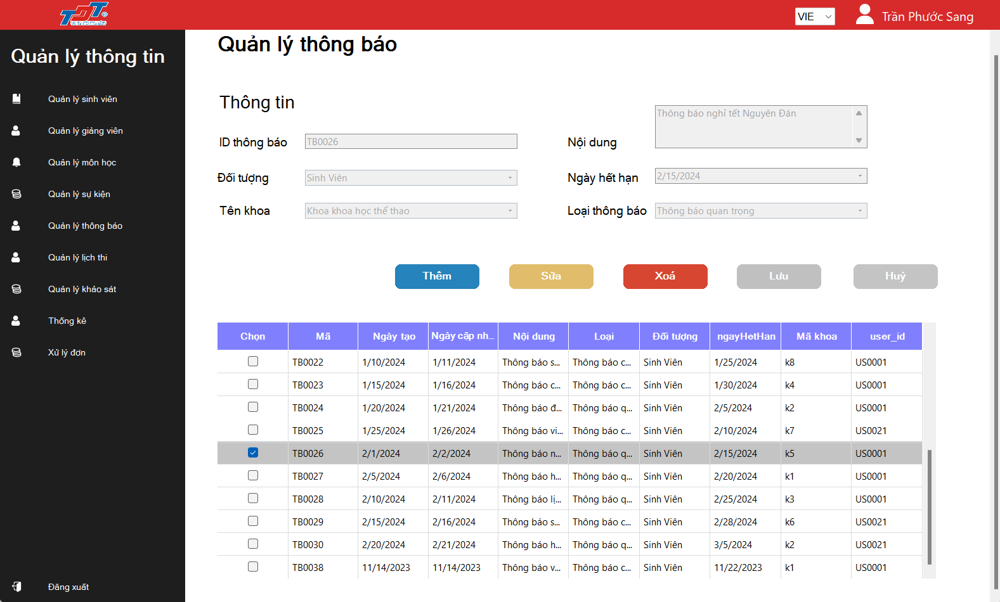 TDT
VIE
Trần Phước Sang
Quản lý thông tin
Quản lý sinh viên
Quản lý giảng viên
Quản lý môn học
Quản lý sự kiện
Quản lý thông báo
Quản lý lịch thi
Quản lý khảo sát
Thống kê
Xử lý đơn
Đăng xuất
Quản lý thông báo
Thông tin
ID thông báo TB0026
Nội dung Thông báo nghỉ tết Nguyên Đán
Đối tượng Sinh Viên
Ngày hết hạn 2/15/2024
Tên khoa Khoa khoa học thể thao
Loại thông báo Thông báo quan trọng
Thêm Sửa Xoá Lưu Huỷ
Chọn Mã Ngày tạo Ngày cập nh... Nội dung Loại Đối tượng ngayHetHan Mã khoa user_id
TB0022 1/10/2024 1/11/2024 Thông báo s... Thông báo c... Sinh Viên 1/25/2024 k8 US0001
TB0023 1/15/2024 1/16/2024 Thông báo c... Thông báo c... Sinh Viên 1/30/2024 k4 US0001
TB0024 1/20/2024 1/21/2024 Thông báo đ... Thông báo q... Sinh Viên 2/5/2024 k2 US0001
TB0025 1/25/2024 1/26/2024 Thông báo vi... Thông báo c... Sinh Viên 2/10/2024 k7 US0021
TB0026 2/1/2024 2/2/2024 Thông báo n... Thông báo q... Sinh Viên 2/15/2024 k5 US0001
TB0027 2/5/2024 2/6/2024 Thông báo h... Thông báo q... Sinh Viên 2/20/2024 k1 US0001
TB0028 2/10/2024 2/11/2024 Thông báo lị... Thông báo q... Sinh Viên 2/25/2024 k3 US0001
TB0029 2/15/2024 2/16/2024 Thông báo s... Thông báo c... Sinh Viên 2/28/2024 k6 US0021
TB0030 2/20/2024 2/21/2024 Thông báo h... Thông báo q... Sinh Viên 3/5/2024 k2 US0021
TB0038 11/14/2023 11/14/2023 Thông báo v... Thông báo c... Sinh Viên 11/22/2023 k1 US0001